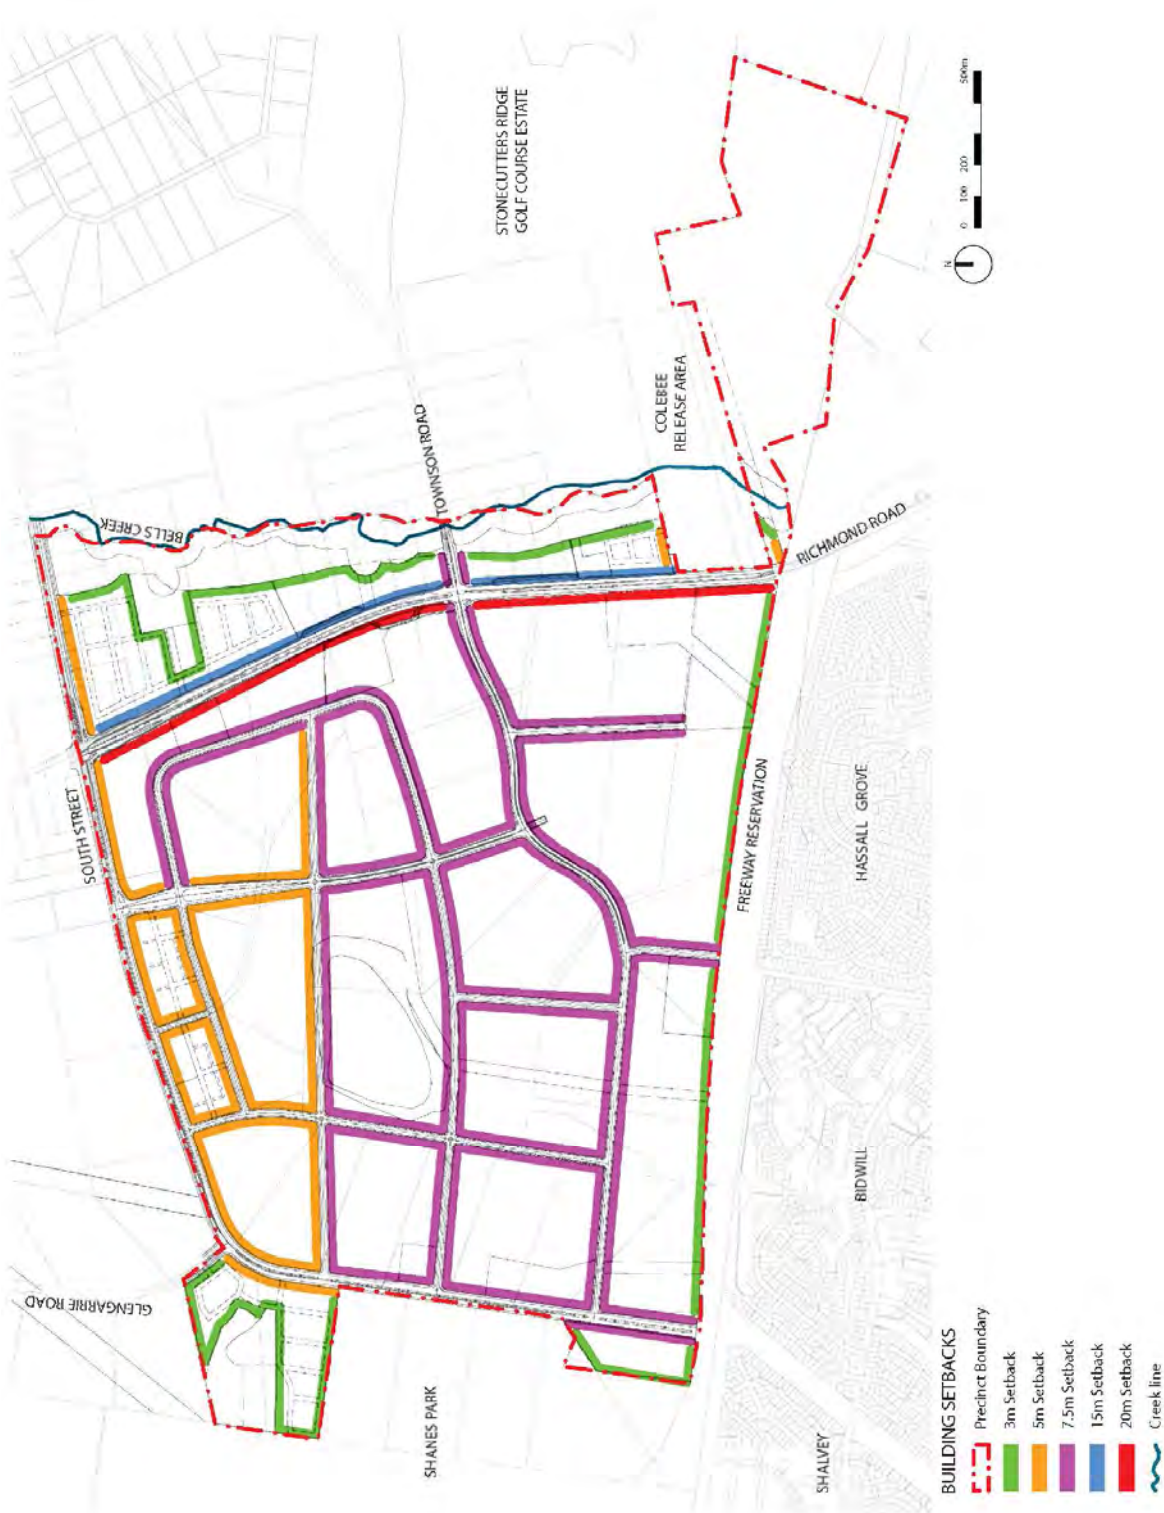 GLENGARRIE ROAD
SOUTH STREET
BELLS CREEK
TOWNSON ROAD
STONECUTTERS RIDGE
GOLF COURSE ESTATE
COLEBEE
RELEASE AREA
RICHMOND ROAD
FREEWAY RESERVATION
HASSALL GROVE
BIDWILL
SHANES PARK
SHALVEY
N
0 100 200 500m
BUILDING SETBACKS
Precinct Boundary
3m Setback
5m Setback
7.5m Setback
15m Setback
20m Setback
Creek line